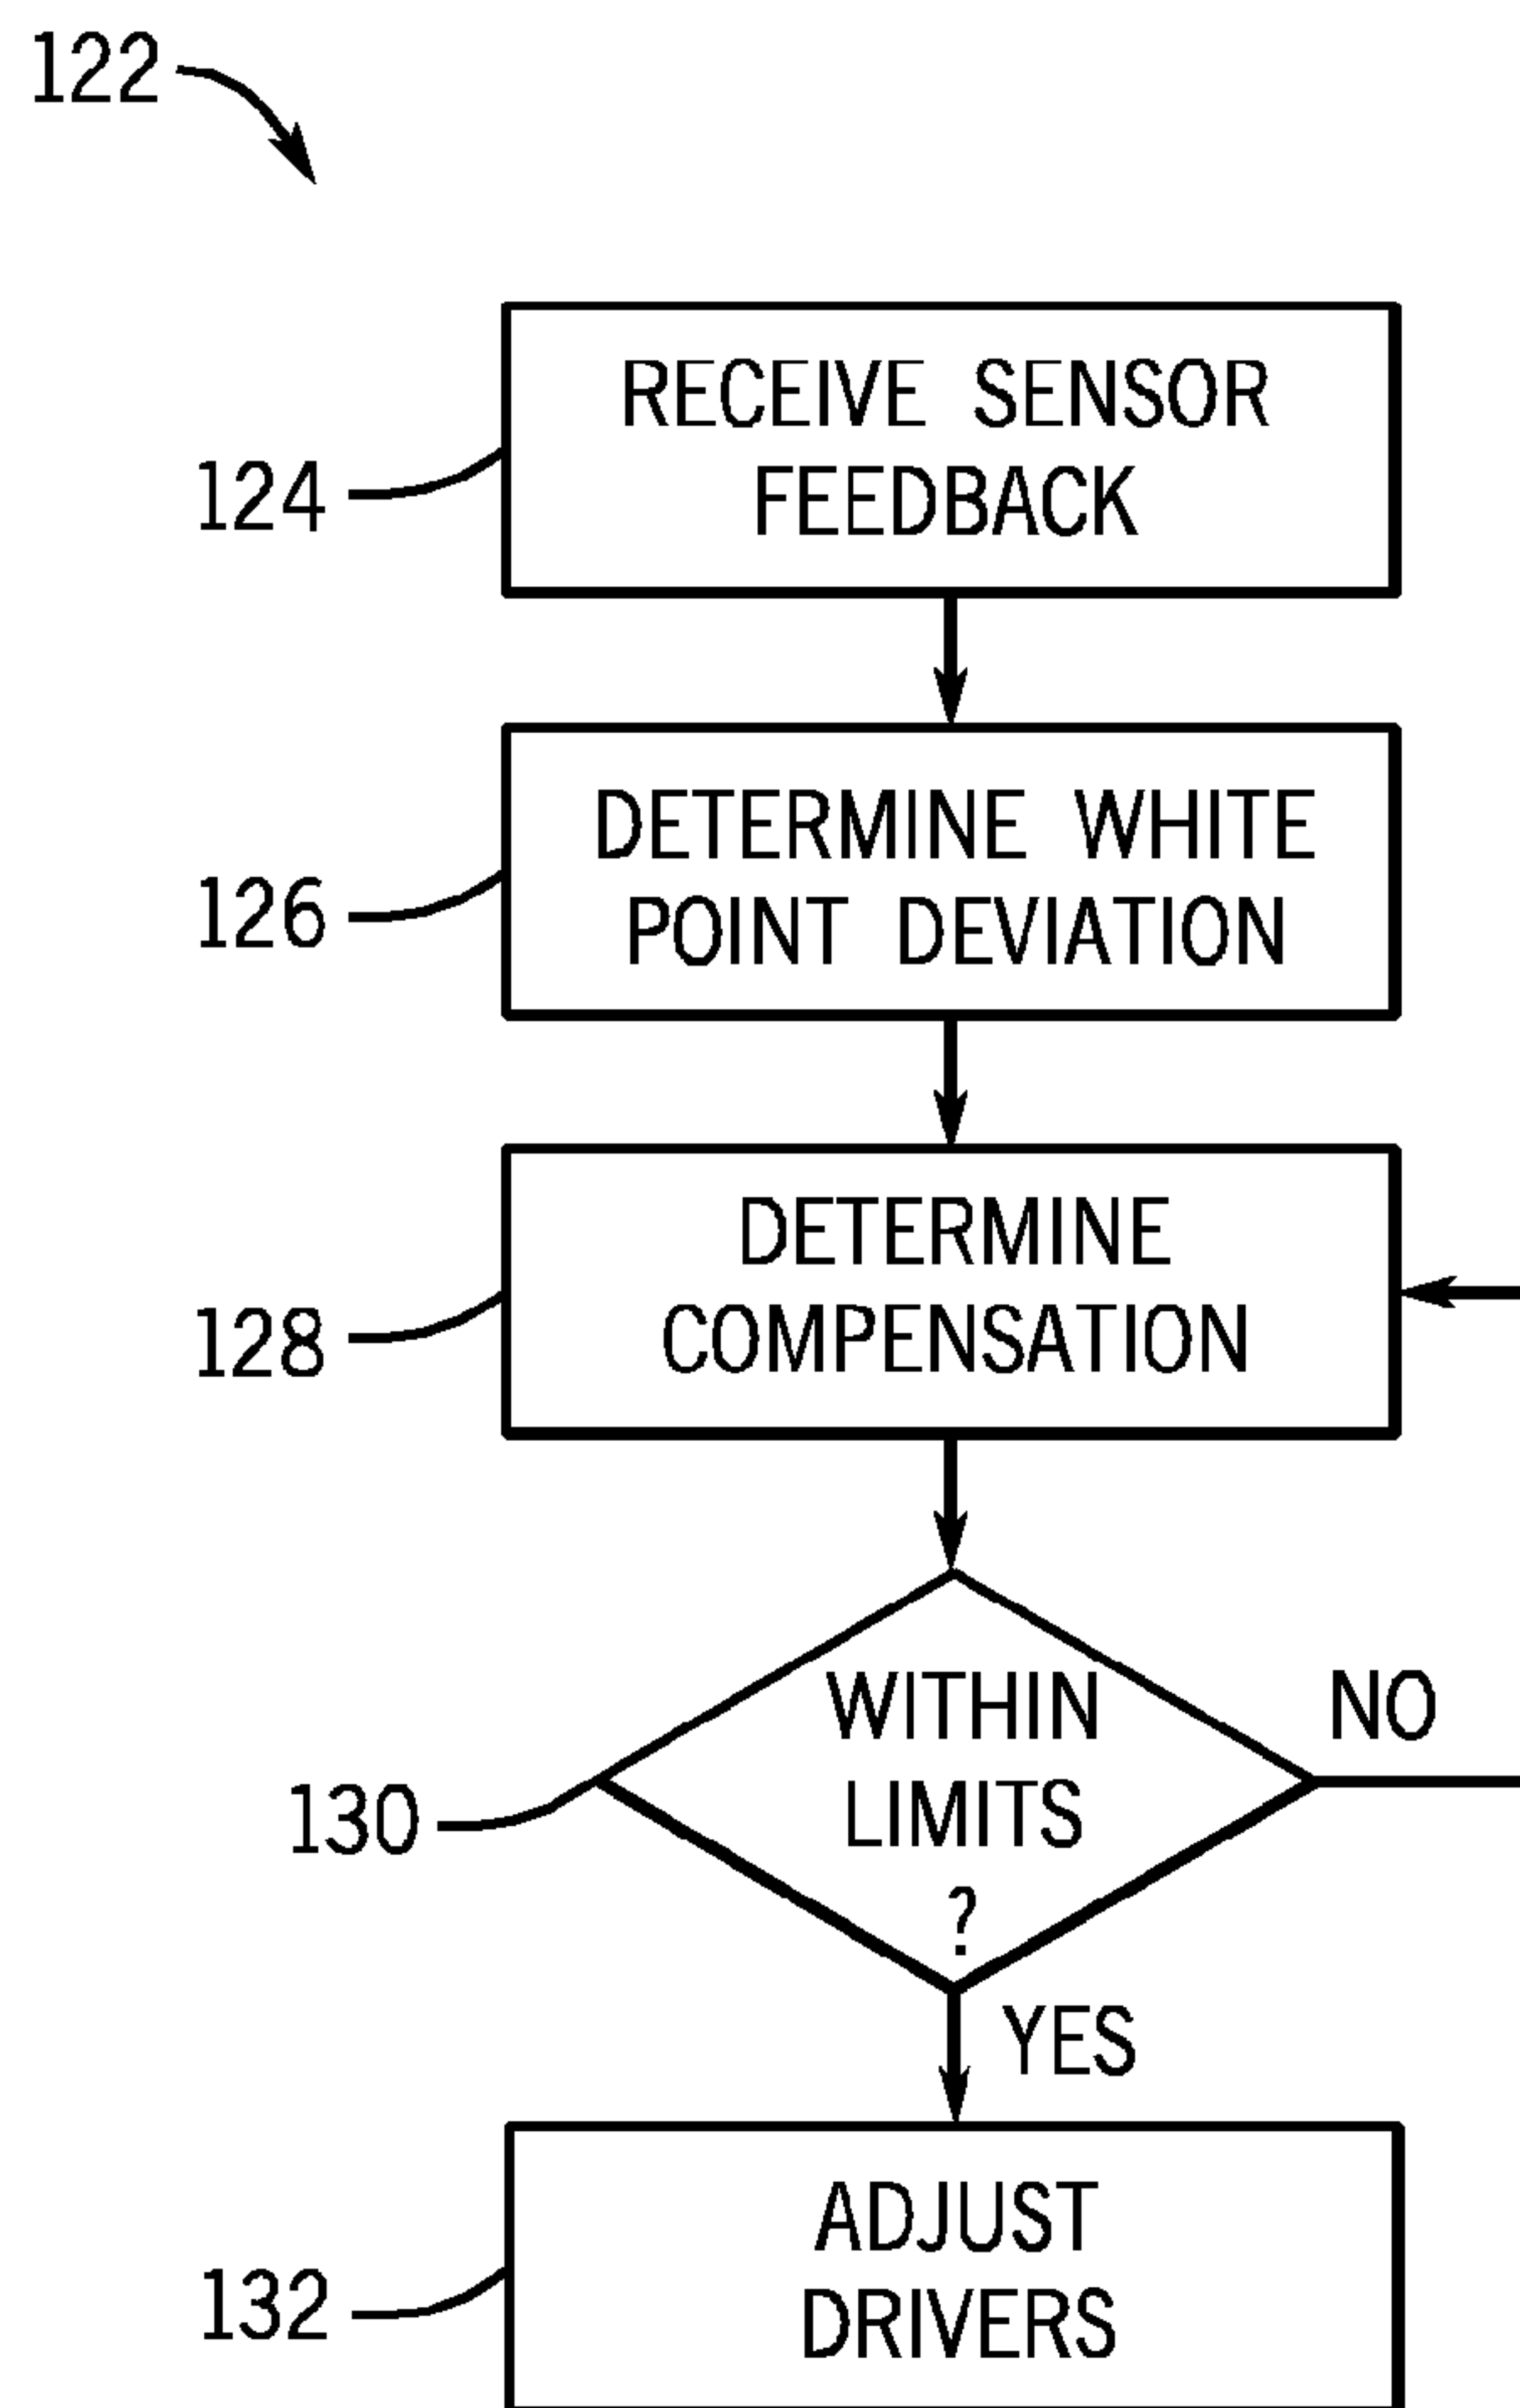 122
RECEIVE SENSOR
FEEDBACK
124
DETERMINE WHITE
POINT DEVIATION
126
DETERMINE
COMPENSATION
128
WITHIN
LIMITS
?
NO
130
YES
ADJUST
DRIVERS
132